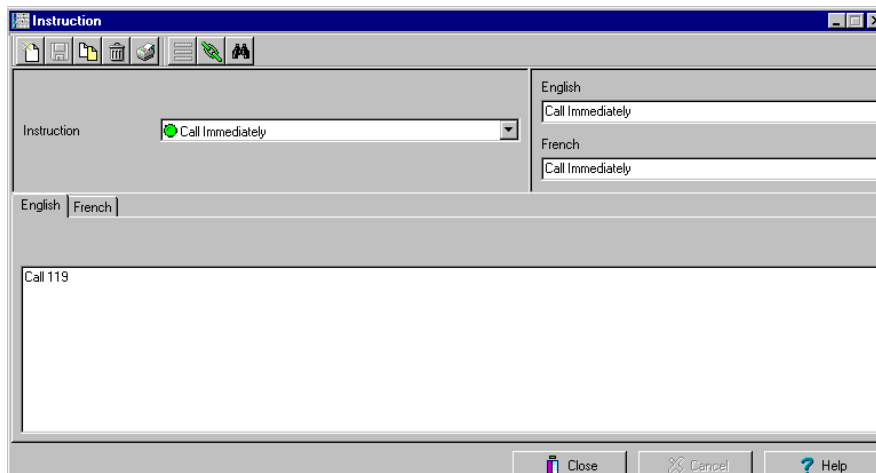 Instruction
English
Call Immediately
Instruction
Call Immediately
French
Call Immediately
English
French
Call 119
Close
Cancel
Help